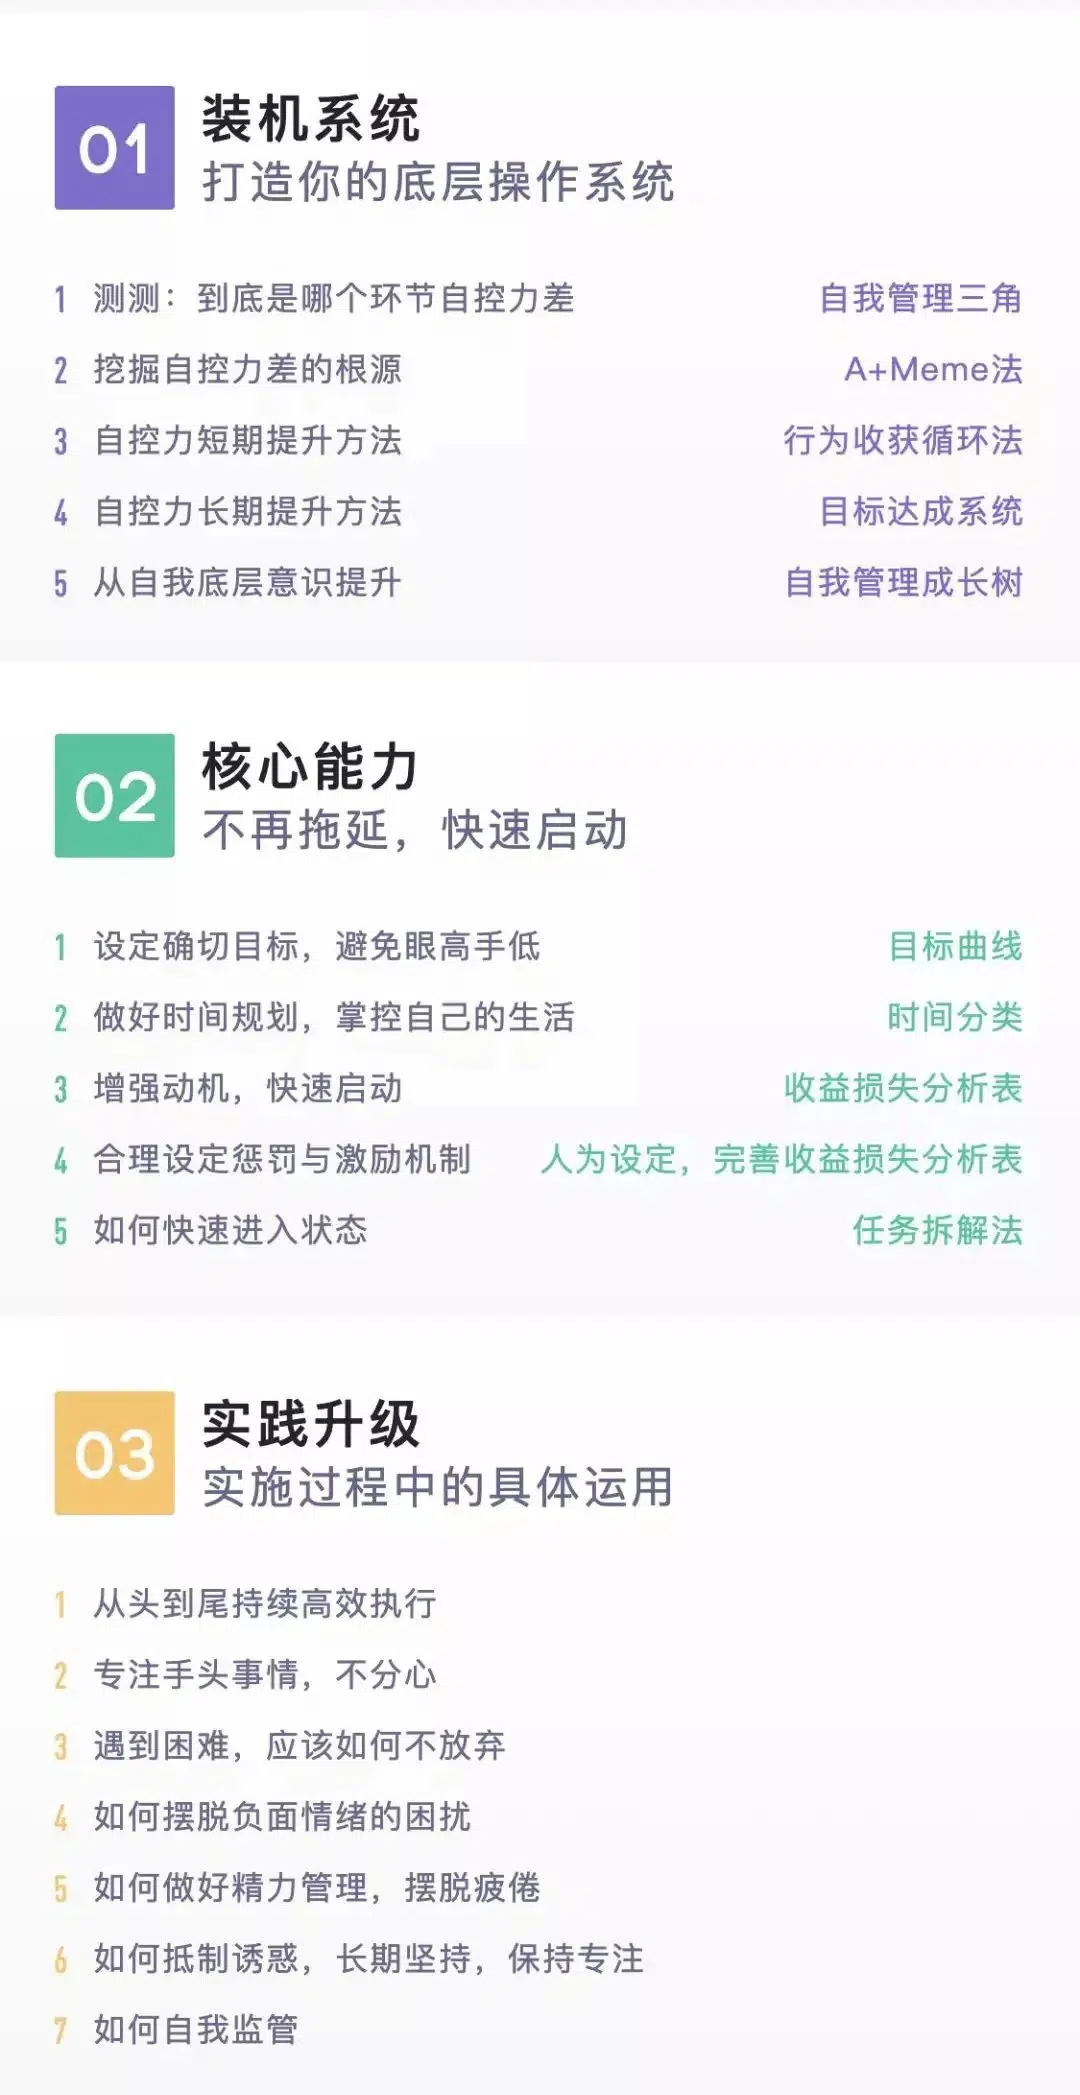 01
装机系统
打造你的底层操作系统
1 测测：到底是哪个环节自控力差 自我管理三角
2 挖掘自控力差的根源 A+Meme法
3 自控力短期提升方法 行为收获循环法
4 自控力长期提升方法 目标达成系统
5 从自我底层意识提升 自我管理成长树
02
核心能力
不再拖延，快速启动
1 设定确切目标，避免眼高手低 目标曲线
2 做好时间规划，掌控自己的生活 时间分类
3 增强动机，快速启动 收益损失分析表
4 合理设定惩罚与激励机制 人为设定，完善收益损失分析表
5 如何快速进入状态 任务拆解法
03
实践升级
实施过程中的具体运用
1 从头到尾持续高效执行
2 专注手头事情，不分心
3 遇到困难，应该如何不放弃
4 如何摆脱负面情绪的困扰
5 如何做好精力管理，摆脱疲倦
6 如何抵制诱惑，长期坚持，保持专注
7 如何自我监管